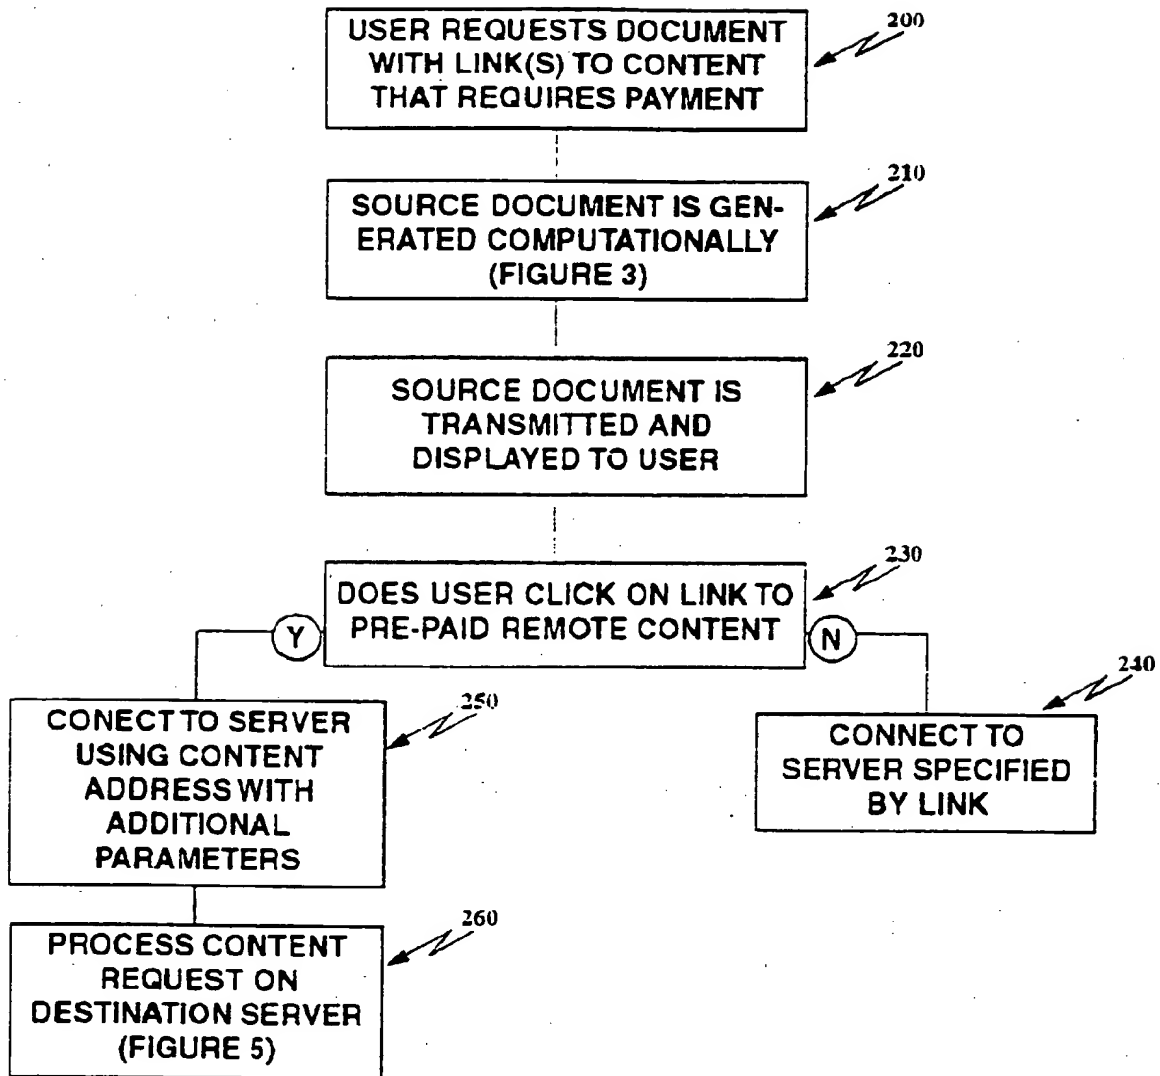 USER REQUESTS DOCUMENT
WITH LINK(S) TO CONTENT
THAT REQUIRES PAYMENT
200
SOURCE DOCUMENT IS GEN-
ERATED COMPUTATIONALLY
(FIGURE 3)
210
SOURCE DOCUMENT IS
TRANSMITTED AND
DISPLAYED TO USER
220
DOES USER CLICK ON LINK TO
PRE-PAID REMOTE CONTENT
230
Y
N
CONECT TO SERVER
USING CONTENT
ADDRESS WITH
ADDITIONAL
PARAMETERS
250
CONNECT TO
SERVER SPECIFIED
BY LINK
240
PROCESS CONTENT
REQUEST ON
DESTINATION SERVER
(FIGURE 5)
260